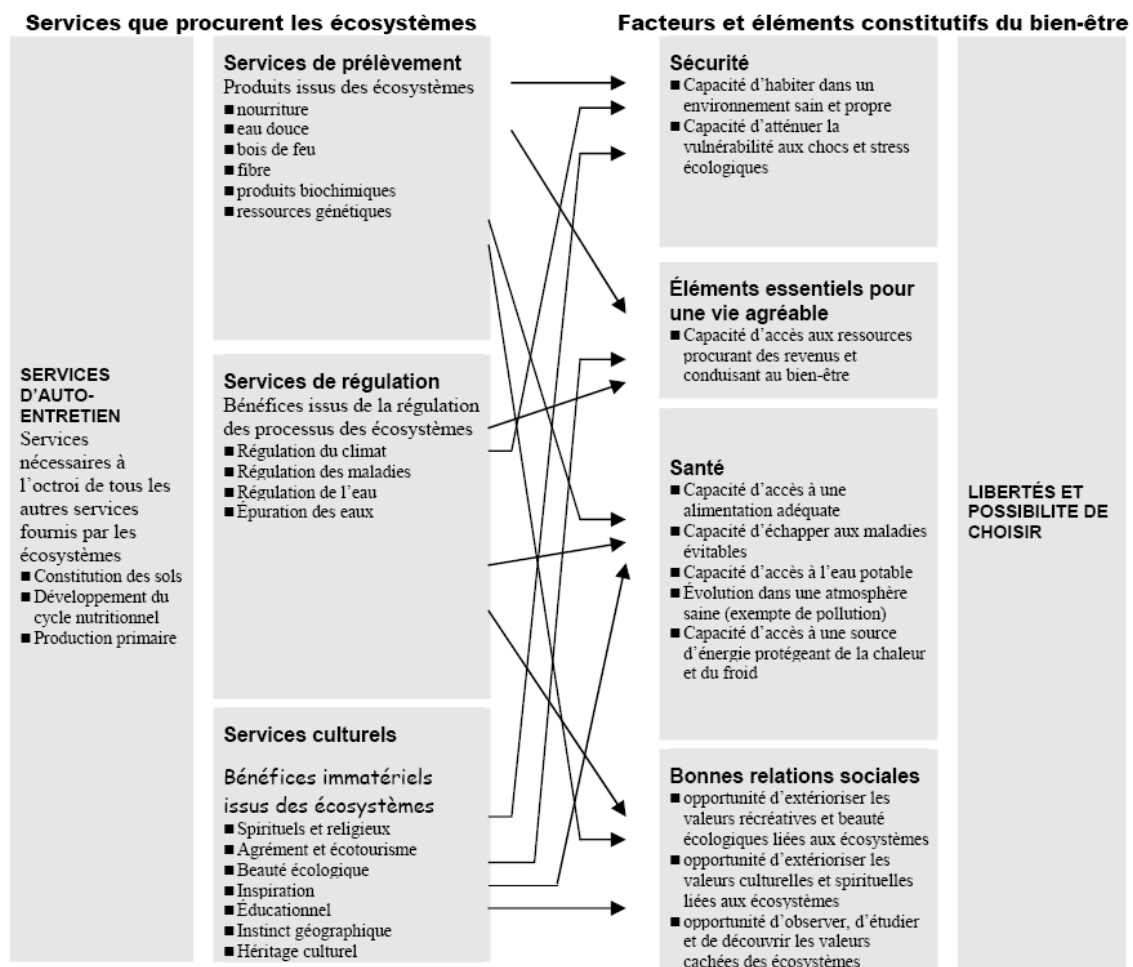 Services que procurent les écosystèmes
Facteurs et éléments constitutifs du bien-être
SERVICES
D'AUTO-
ENTRETIEN
Services
nécessaires à
l'octroi de tous les
autres services
fournis par les
écosystèmes
■ Constitution des sols
■ Développement du
cycle nutritionnel
■ Production primaire
Services de prélèvement
Produits issus des écosystèmes
■ nourriture
■ eau douce
■ bois de feu
■ fibre
■ produits biochimiques
■ ressources génétiques
Services de régulation
Bénéfices issus de la régulation
des processus des écosystèmes
■ Régulation du climat
■ Régulation des maladies
■ Régulation de l'eau
■ Épuration des eaux
Services culturels
Bénéfices immatériels
issus des écosystèmes
■ Spirituels et religieux
■ Agrément et écotourisme
■ Beauté écologique
■ Inspiration
■ Éducationnel
■ Instinct géographique
■ Héritage culturel
Sécurité
■ Capacité d'habiter dans un
environnement sain et propre
■ Capacité d'atténuer la
vulnérabilité aux chocs et stress
écologiques
Éléments essentiels pour
une vie agréable
■ Capacité d'accès aux ressources
procurant des revenus et
conduisant au bien-être
Santé
■ Capacité d'accès à une
alimentation adéquate
■ Capacité d'échapper aux maladies
évitables
■ Capacité d'accès à l'eau potable
■ Évolution dans une atmosphère
saine (exempte de pollution)
■ Capacité d'accès à une source
d'énergie protégeant de la chaleur
et du froid
Bonnes relations sociales
■ opportunité d'extérioriser les
valeurs récréatives et beauté
écologiques liées aux écosystèmes
■ opportunité d'extérioriser les
valeurs culturelles et spirituelles
liées aux écosystèmes
■ opportunité d'observer, d'étudier
et de découvrir les valeurs
cachées des écosystèmes
LIBERTÉS ET
POSSIBILITE DE
CHOISIR